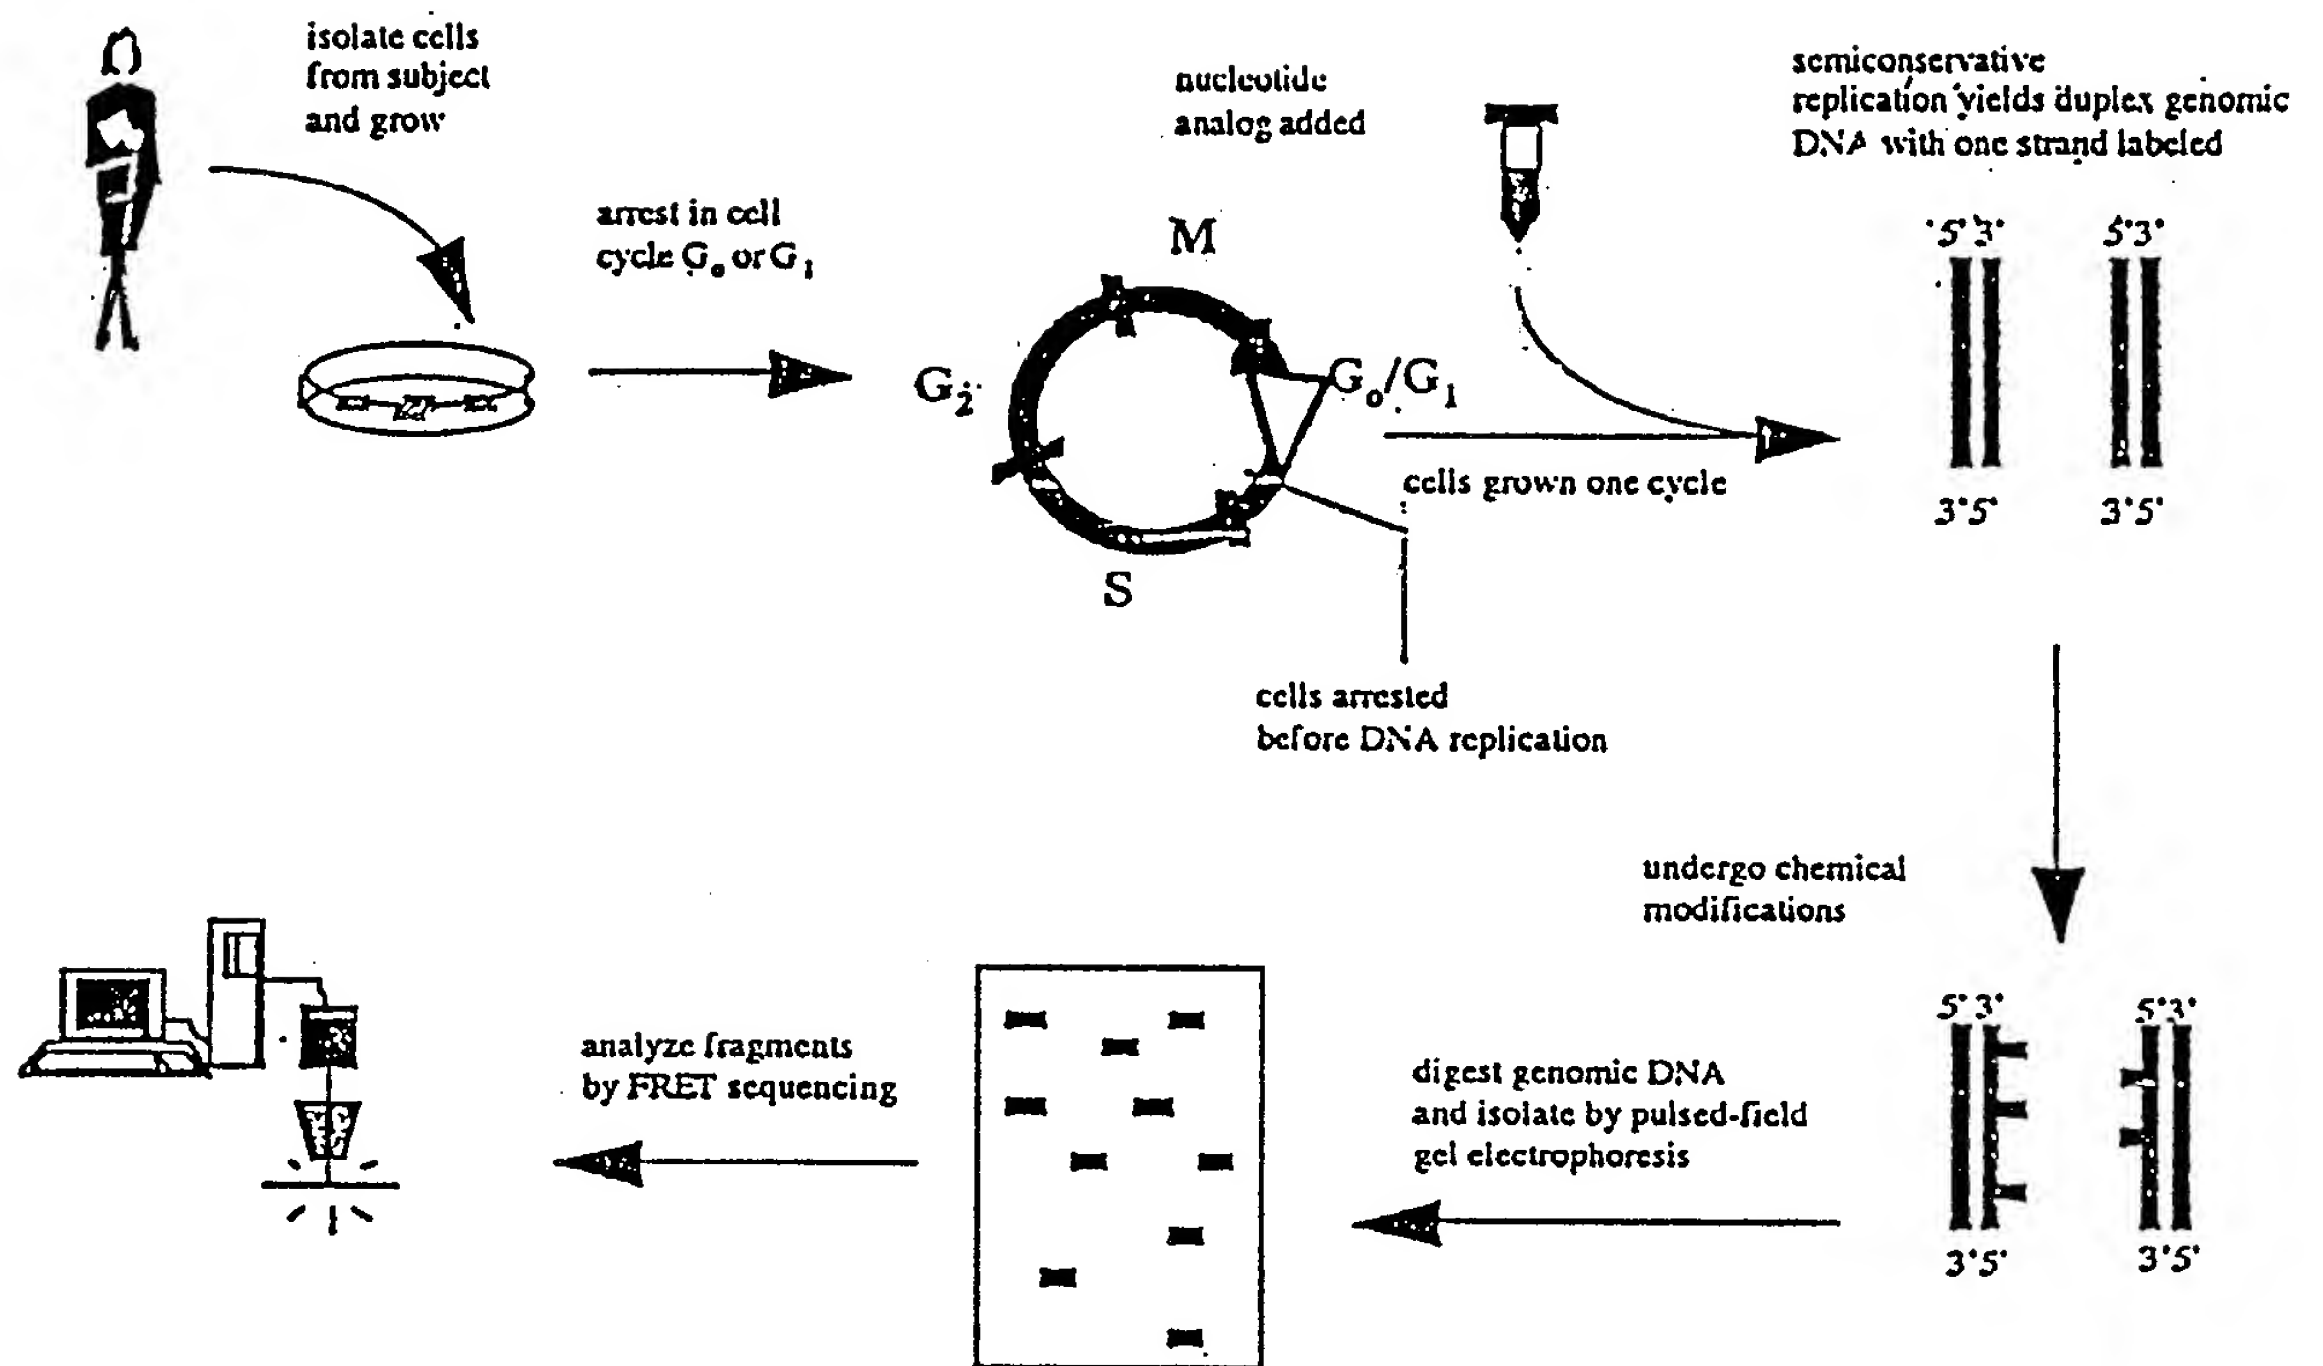 isolate cells
from subject
and grow
arrest in cell
cycle G₀ or G₁
nucleotide
analog added
semiconservative
replication yields duplex genomic
DNA with one strand labeled
5' 3'
5' 3'
M
G₂
G₀/G₁
S
cells grown one cycle
3' 5'
3' 5'
cells arrested
before DNA replication
undergo chemical
modifications
5' 3'
5' 3'
analyze fragments
by FRET sequencing
digest genomic DNA
and isolate by pulsed-field
gel electrophoresis
3' 5'
3' 5'